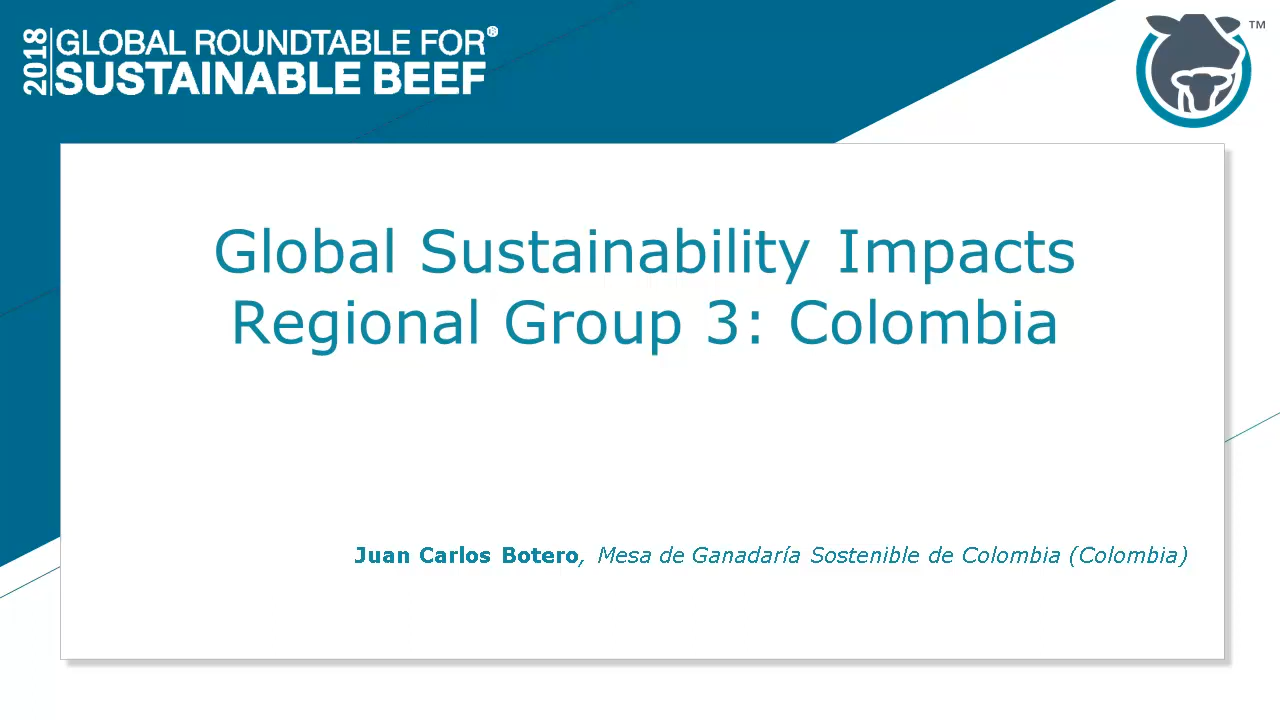 2018
GLOBAL ROUNDTABLE FOR®
SUSTAINABLE BEEF
TM
Global Sustainability Impacts
Regional Group 3: Colombia
Juan Carlos Botero, Mesa de Ganadaría Sostenible de Colombia (Colombia)